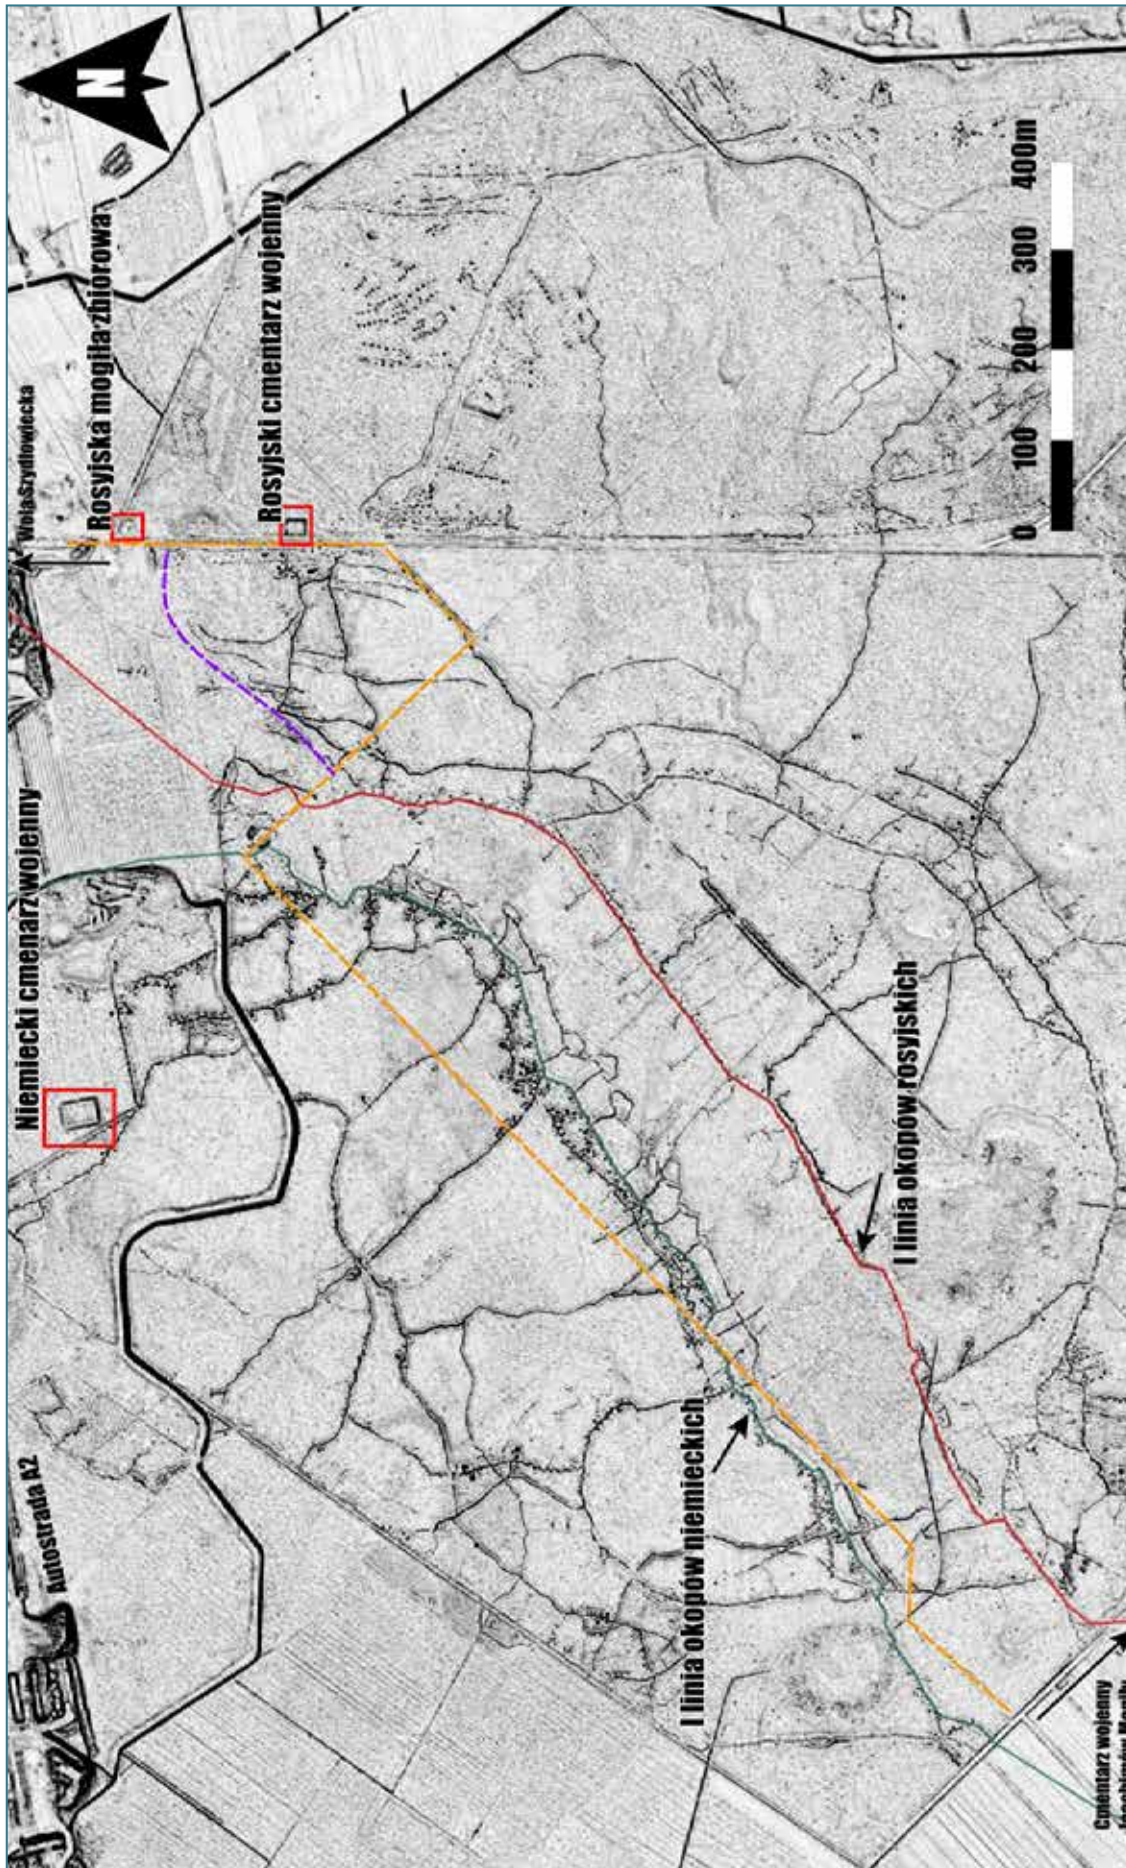 N
Autostrada A2
Niemiecki cmenarz wojenny
Wola Szydłowiecka
Rosyjska mogiła zbiorowa
Rosyjski cmentarz wojenny
I linia okopów niemieckich
I linia okopów rosyjskich
0 100 200 300 400m
Cmentarz wojenny